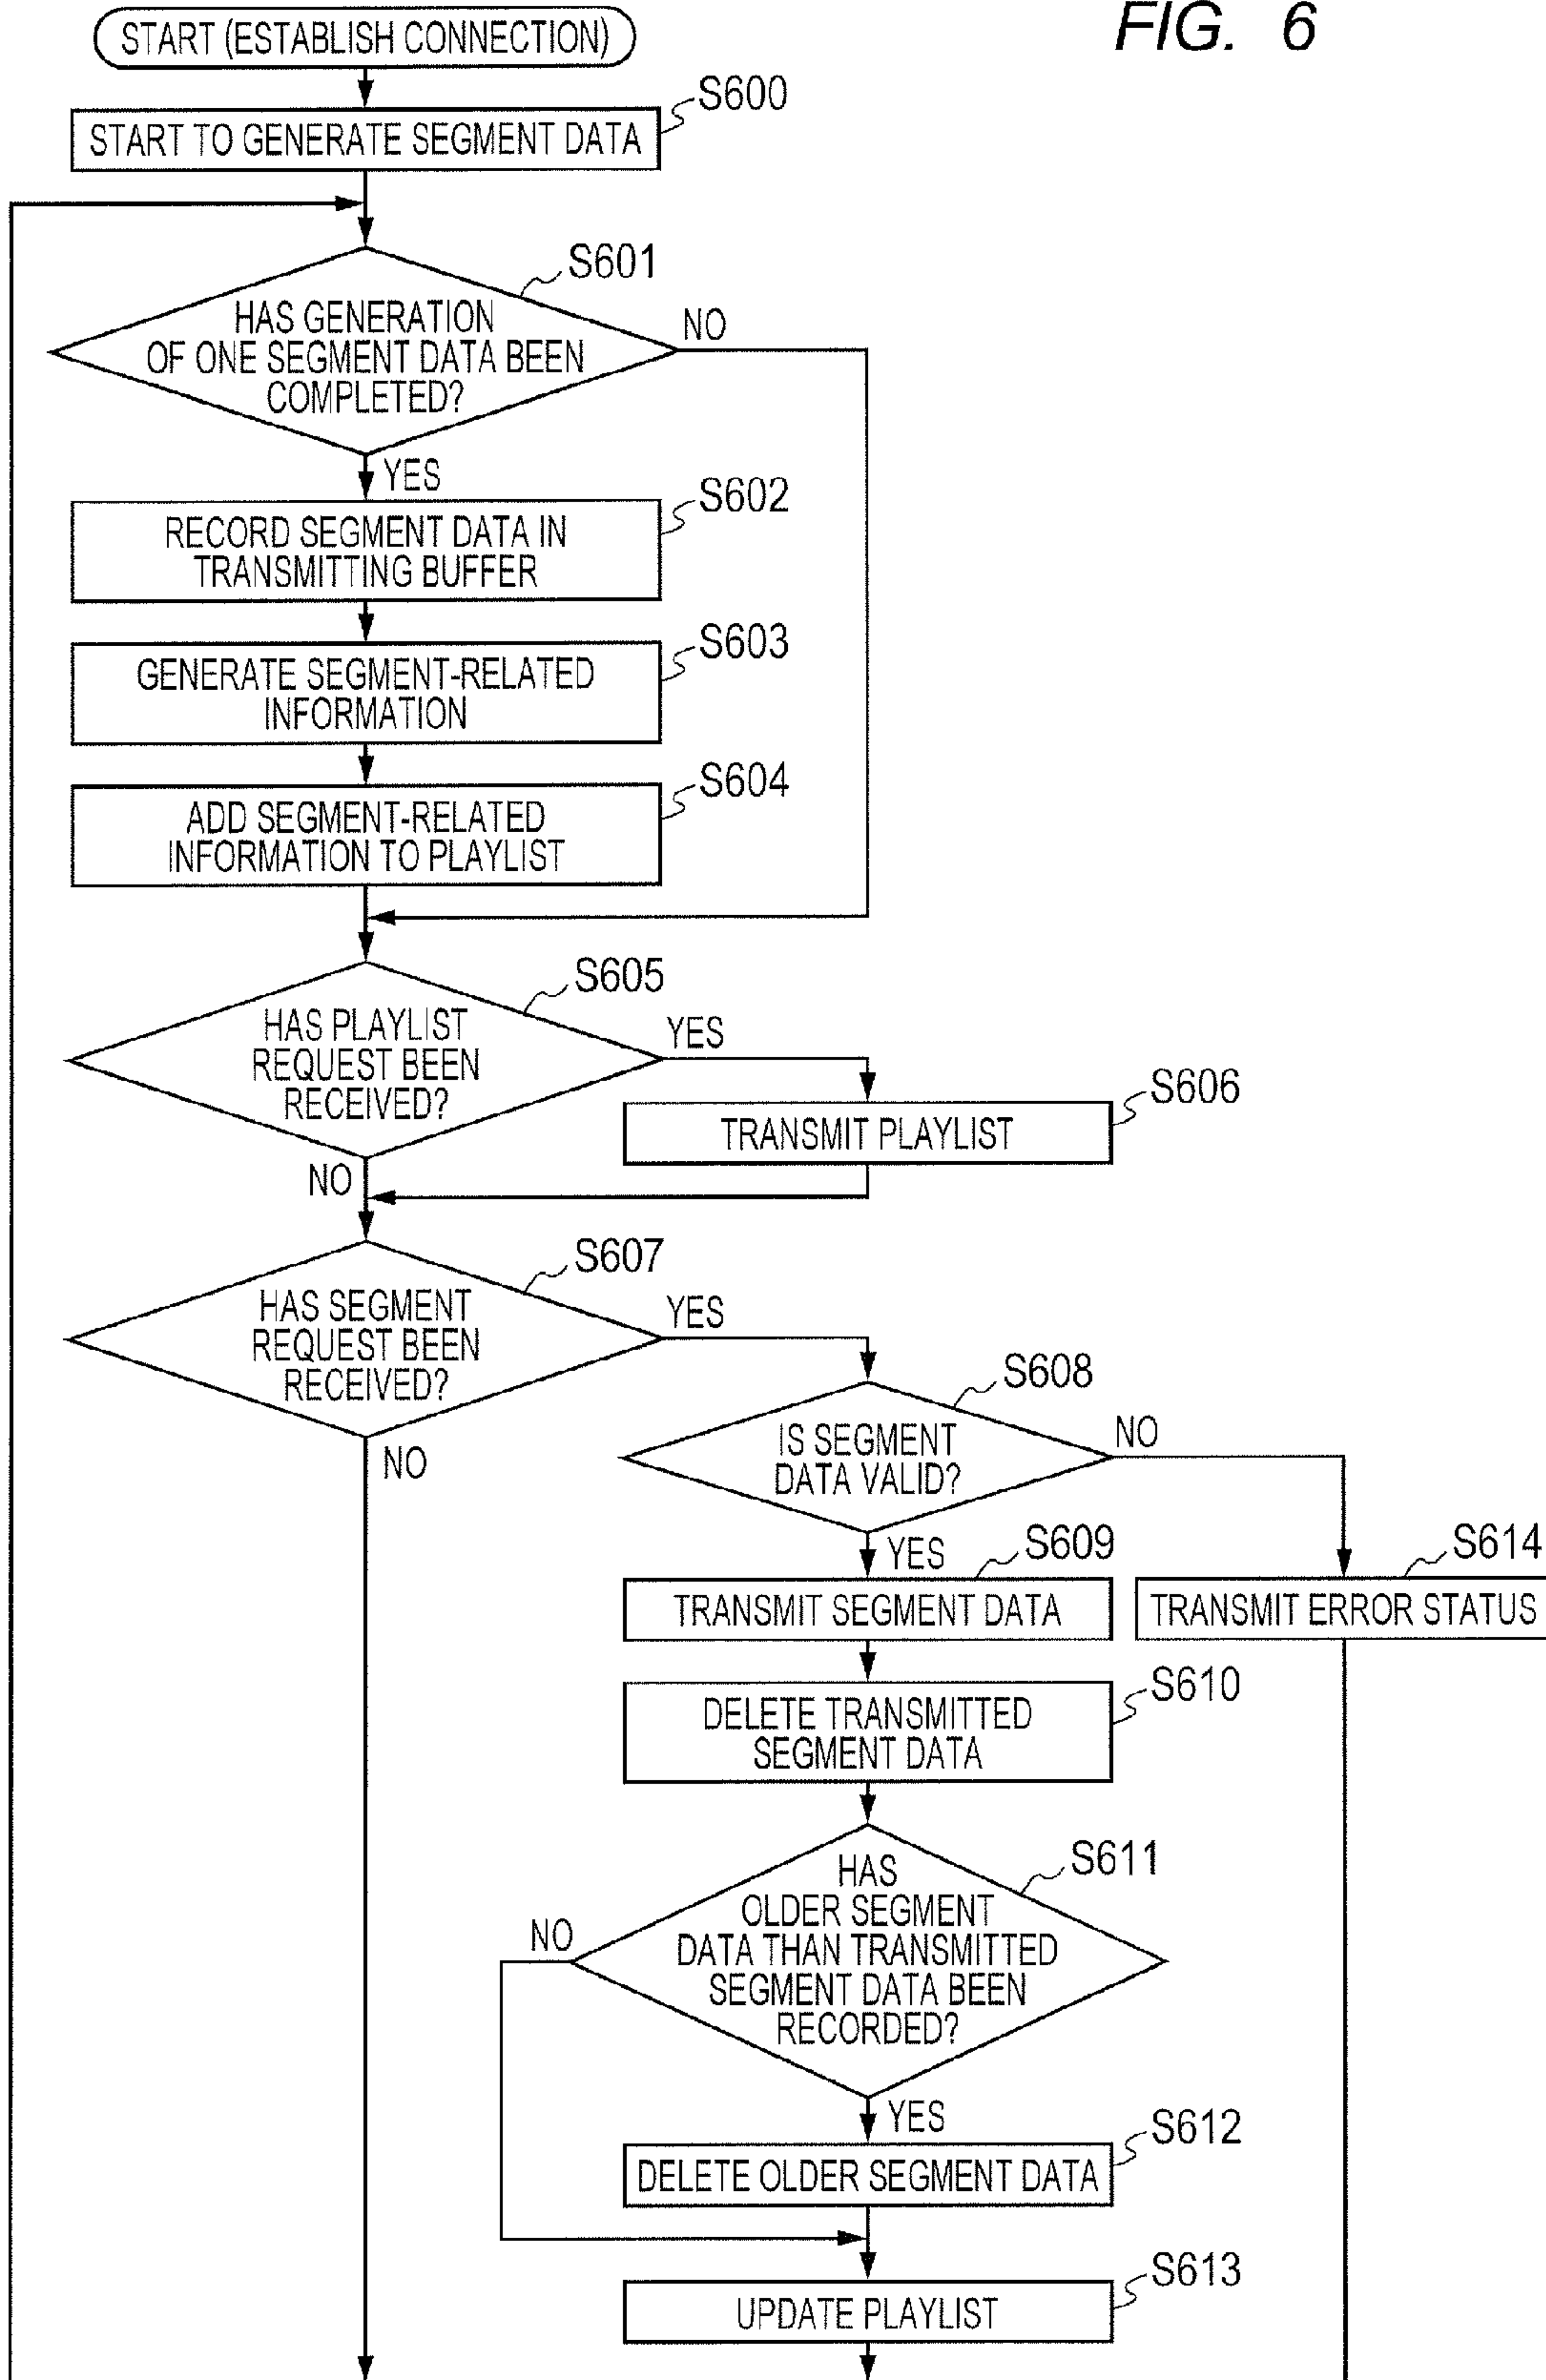 FIG. 6
START (ESTABLISH CONNECTION)
S600
START TO GENERATE SEGMENT DATA
S601
HAS GENERATION
OF ONE SEGMENT DATA BEEN
COMPLETED?
NO
YES
S602
RECORD SEGMENT DATA IN
TRANSMITTING BUFFER
S603
GENERATE SEGMENT-RELATED
INFORMATION
S604
ADD SEGMENT-RELATED
INFORMATION TO PLAYLIST
S605
HAS PLAYLIST
REQUEST BEEN
RECEIVED?
YES
S606
TRANSMIT PLAYLIST
NO
S607
HAS SEGMENT
REQUEST BEEN
RECEIVED?
YES
NO
S608
IS SEGMENT
DATA VALID?
NO
YES
S609
TRANSMIT SEGMENT DATA
S614
TRANSMIT ERROR STATUS
S610
DELETE TRANSMITTED
SEGMENT DATA
S611
HAS
OLDER SEGMENT
DATA THAN TRANSMITTED
SEGMENT DATA BEEN
RECORDED?
NO
YES
S612
DELETE OLDER SEGMENT DATA
S613
UPDATE PLAYLIST